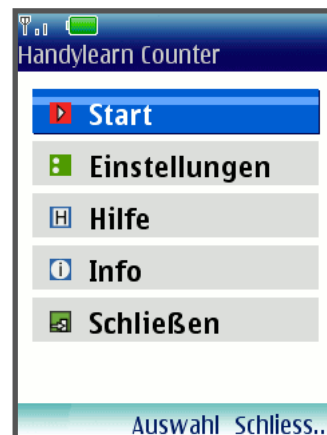 Handylearn Counter
Start
Einstellungen
H Hilfe
i Info
Schließen
Auswahl Schliess..